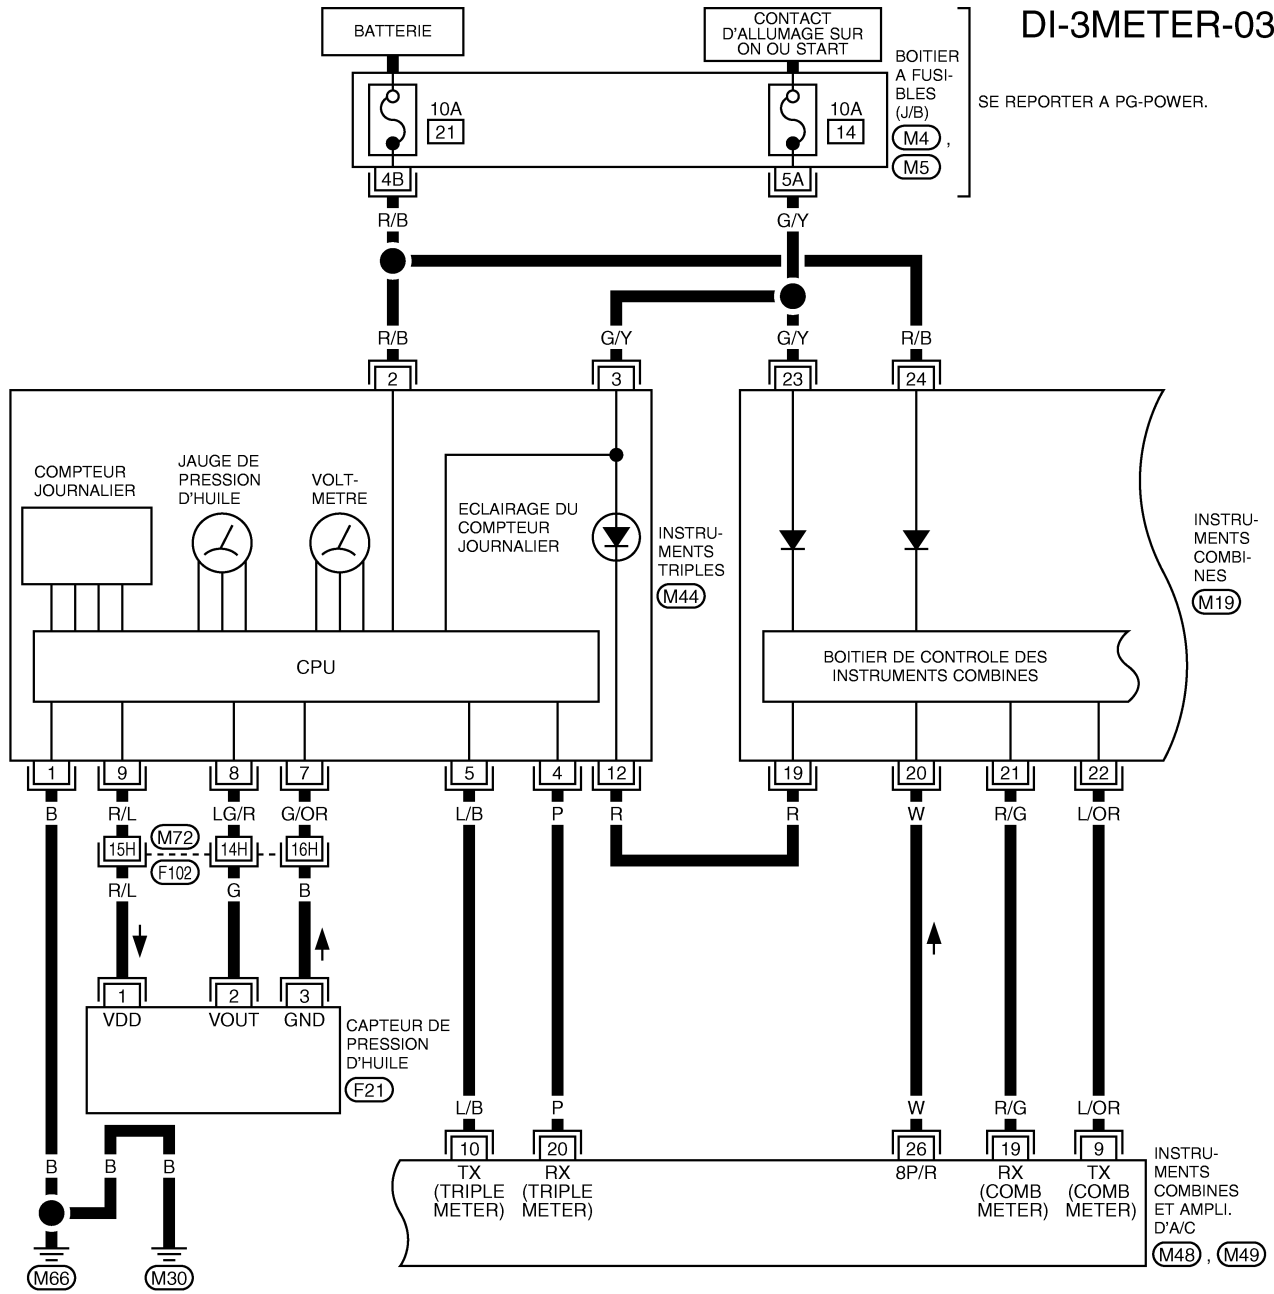 DI-3METER-03
BATTERIE
CONTACT
D'ALLUMAGE SUR
ON OU START
BOITIER
A FUSI-
BLES
(J/B)
M4 ,
M5
SE REPORTER A PG-POWER.
10A
21
10A
14
4B
5A
R/B
G/Y
R/B
G/Y
G/Y
R/B
2
3
23
24
COMPTEUR
JOURNALIER
JAUGE DE
PRESSION
D'HUILE
VOLT-
METRE
ECLAIRAGE DU
COMPTEUR
JOURNALIER
INSTRU-
MENTS
TRIPLES
M44
INSTRU-
MENTS
COMBI-
NES
M19
CPU
BOITIER DE CONTROLE DES
INSTRUMENTS COMBINES
1
9
8
7
5
4
12
19
20
21
22
B
R/L
LG/R
G/OR
L/B
P
R
R
W
R/G
L/OR
15H
M72
14H
16H
F102
R/L
G
B
1
2
3
VDD
VOUT
GND
CAPTEUR DE
PRESSION
D'HUILE
F21
L/B
P
W
R/G
L/OR
10
20
26
19
9
TX
(TRIPLE
METER)
RX
(TRIPLE
METER)
8P/R
RX
(COMB
METER)
TX
(COMB
METER)
INSTRU-
MENTS
COMBINES
ET AMPLI.
D'A/C
M48 , M49
B
B
B
M66
M30